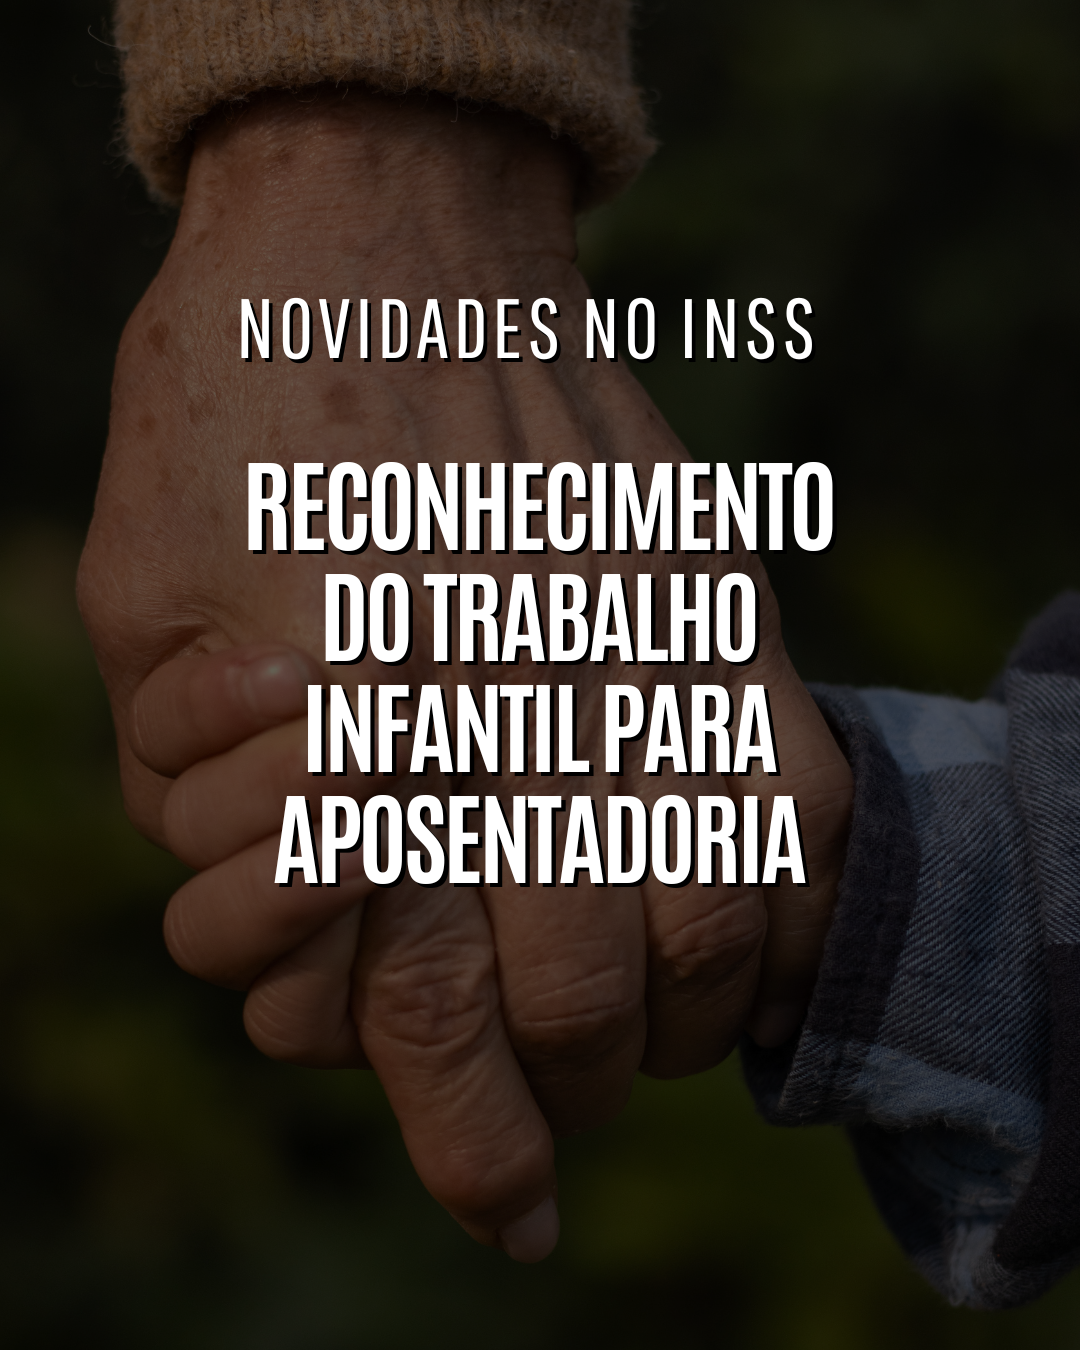 NOVIDADES NO INSS
RECONHECIMENTO
DO TRABALHO
INFANTIL PARA
APOSENTADORIA